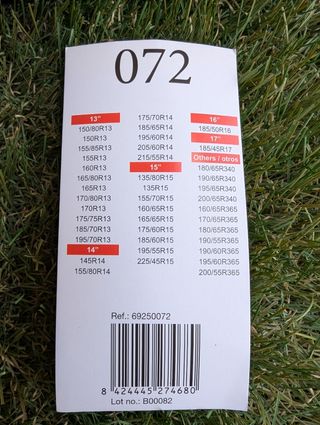 072
13"
150/80R13
150R13
155/85R13
155R13
160R13
165/80R13
165R13
170/80R13
170R13
175/75R13
185/70R13
195/70R13
14"
145R14
155/80R14
175/70R14
185/65R14
195/60R14
205/60R14
215/55R14
15"
135/80R15
135R15
155/70R15
160/65R15
165/65R15
175/60R15
185/60R15
195/55R15
225/45R15
16"
185/50R16
17"
185/45R17
Others / otros
180/65R340
190/65R340
195/65R340
200/65R340
160/65R365
170/65R365
180/65R365
190/55R365
190/65R365
195/60R365
200/55R365
Ref.: 69250072
8 424445 274680
Lot no.: B00082